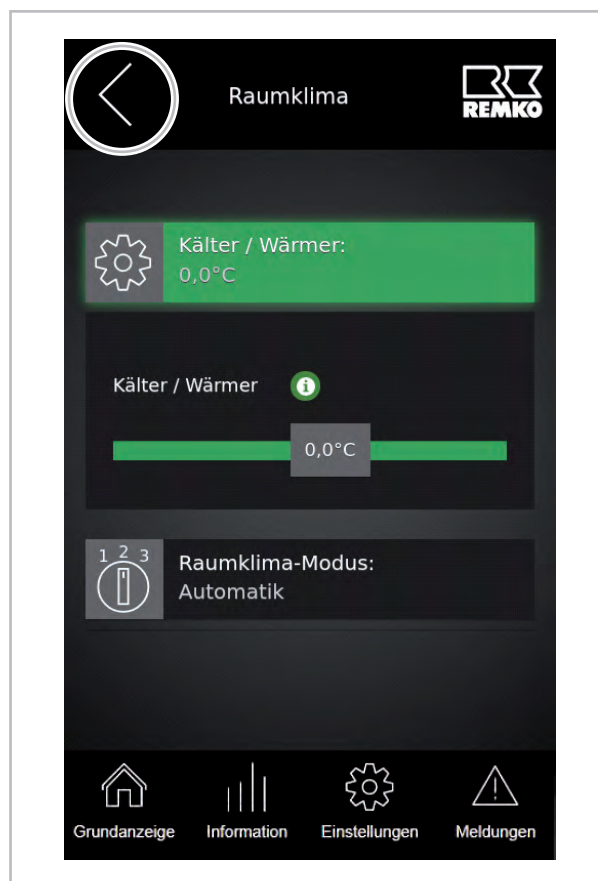 Raumklima
REMKO
Kälter / Wärmer:
0,0°C
Kälter / Wärmer
i
0,0°C
1 2 3
Raumklima-Modus:
Automatik
Grundanzeige Information Einstellungen Meldungen